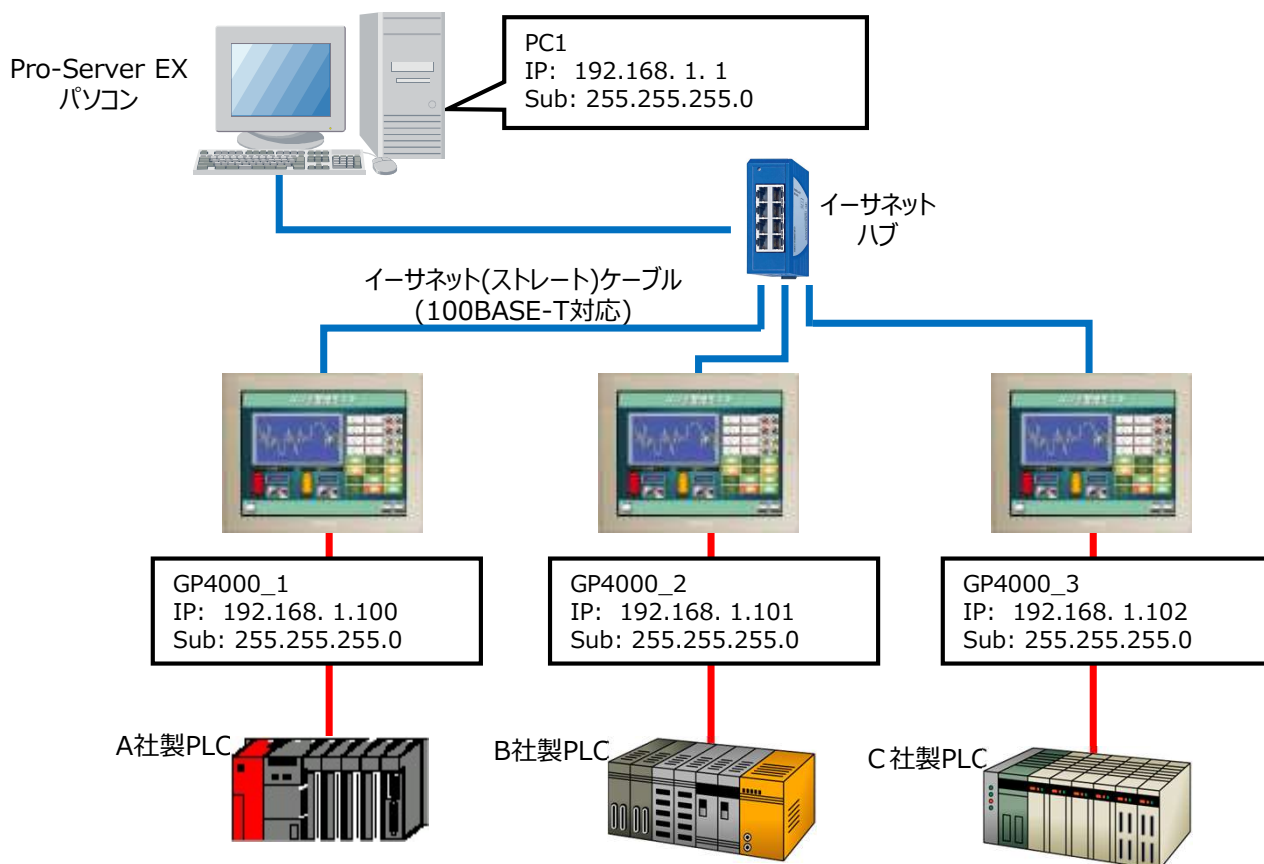 Pro-Server EX
パソコン
PC1
IP: 192.168. 1. 1
Sub: 255.255.255.0
イーサネット
ハブ
イーサネット(ストレート)ケーブル
(100BASE-T対応)
GP4000_1
IP: 192.168. 1.100
Sub: 255.255.255.0
GP4000_2
IP: 192.168. 1.101
Sub: 255.255.255.0
GP4000_3
IP: 192.168. 1.102
Sub: 255.255.255.0
A社製PLC
B社製PLC
C社製PLC